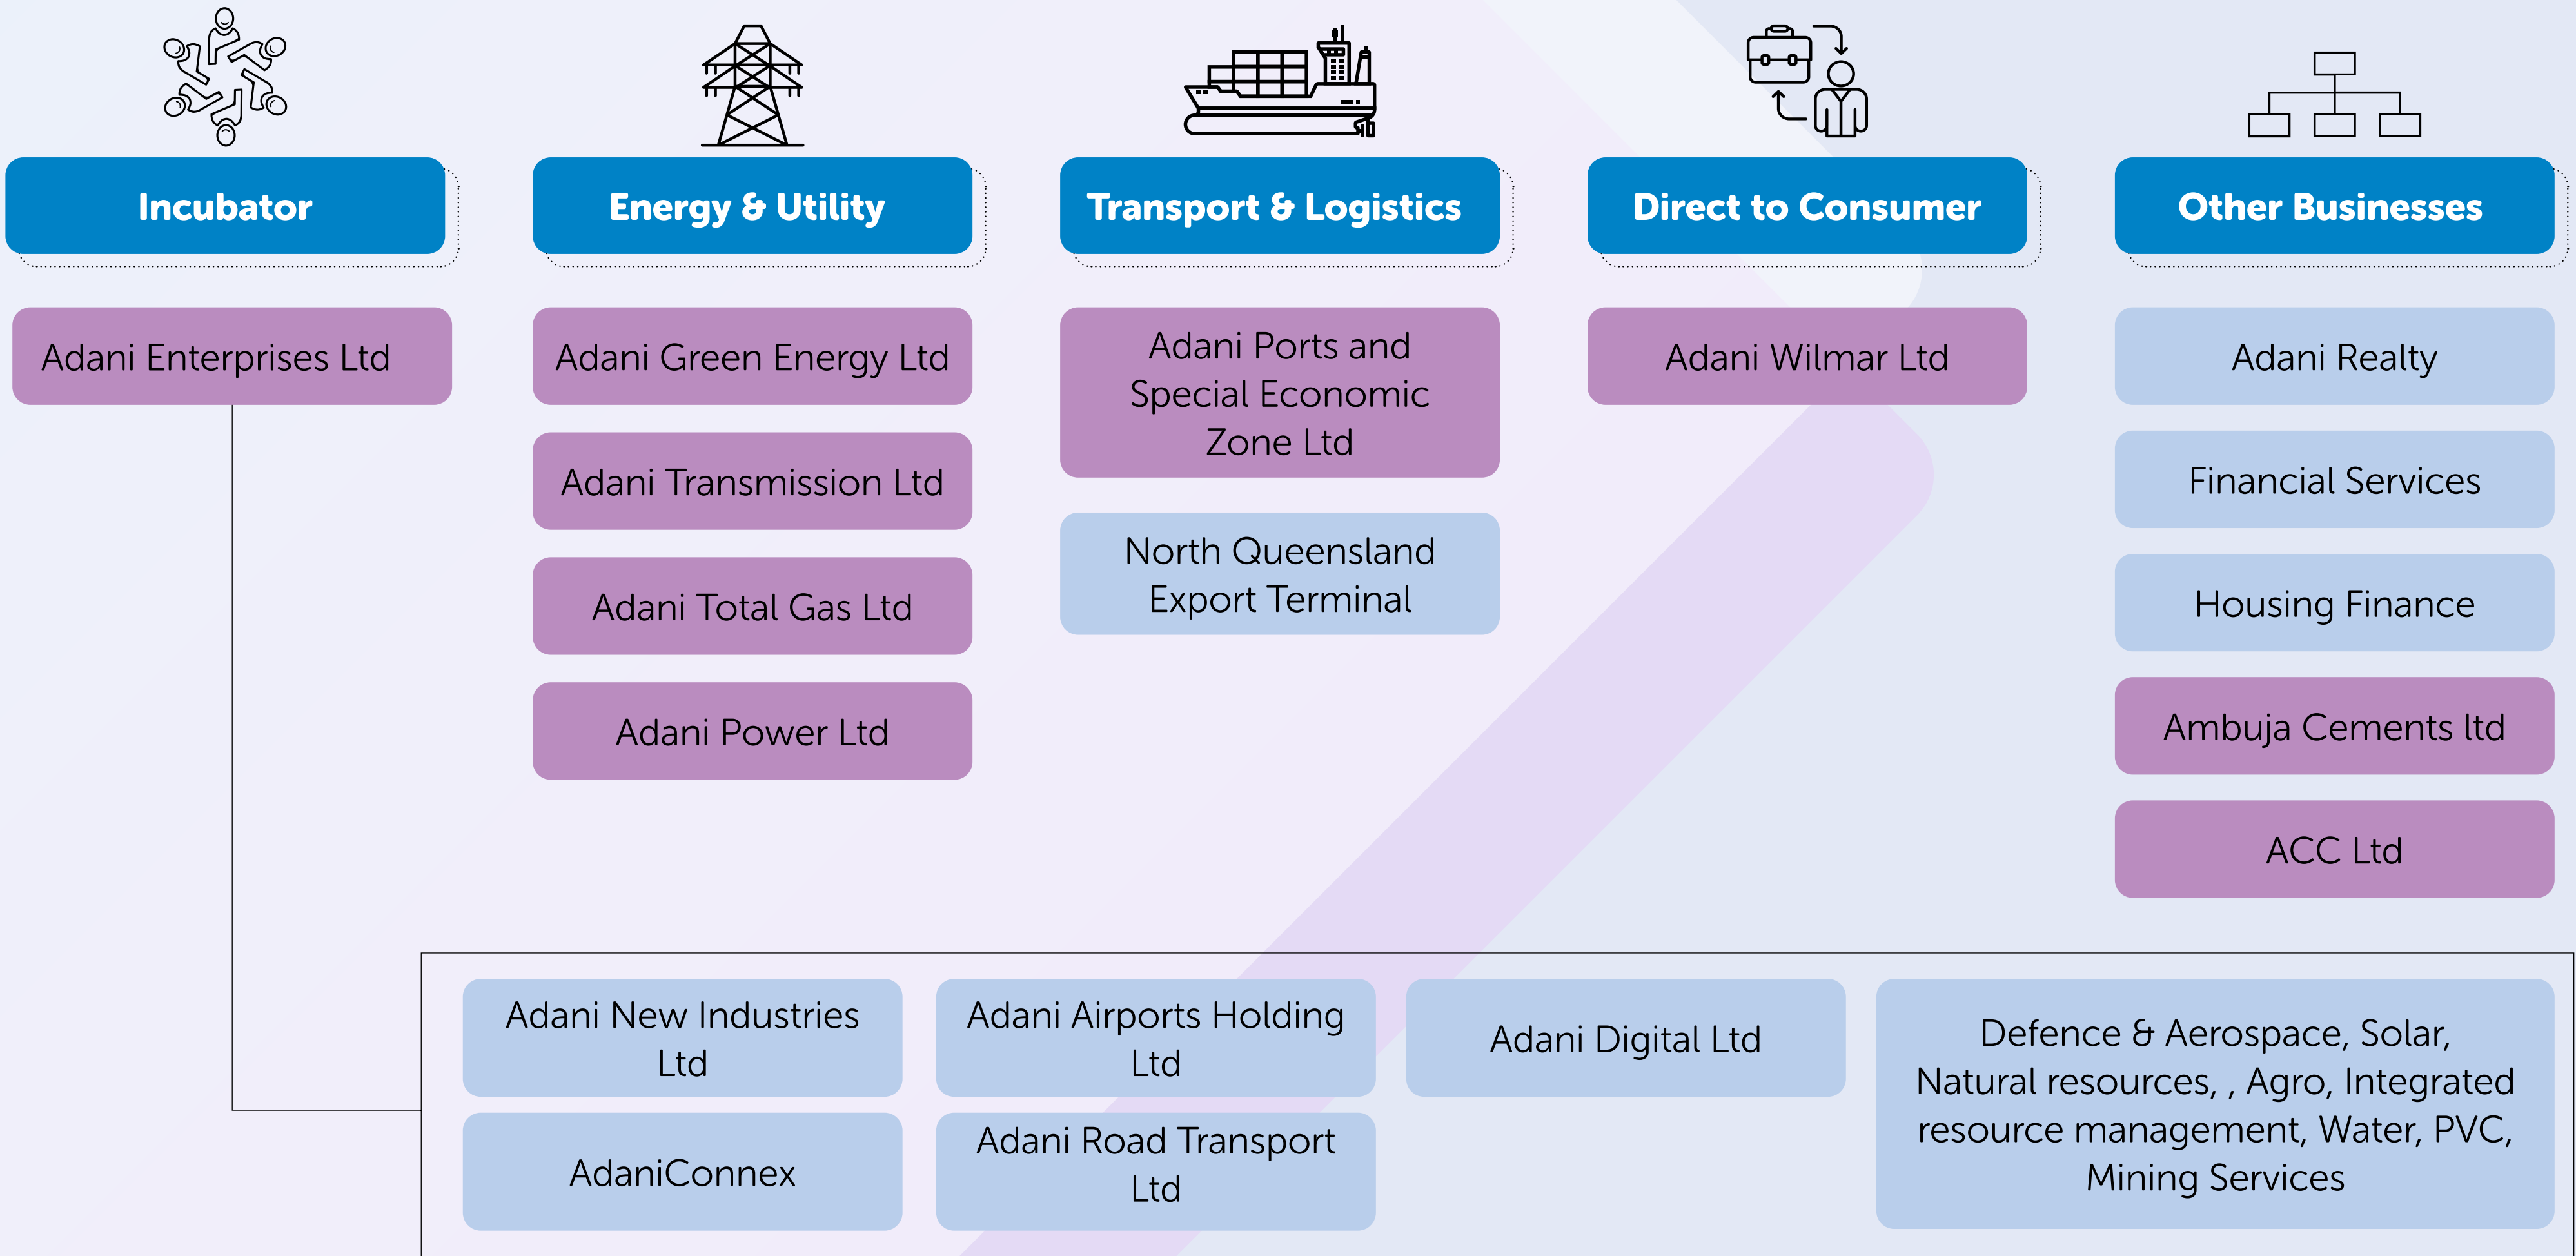 Incubator
Energy & Utility
Transport & Logistics
Direct to Consumer
Other Businesses
Adani Enterprises Ltd
Adani Green Energy Ltd
Adani Transmission Ltd
Adani Total Gas Ltd
Adani Power Ltd
Adani Ports and
Special Economic
Zone Ltd
North Queensland
Export Terminal
Adani Wilmar Ltd
Adani Realty
Financial Services
Housing Finance
Ambuja Cements ltd
ACC Ltd
Adani New Industries
Ltd
Adani Airports Holding
Ltd
Adani Digital Ltd
AdaniConnex
Adani Road Transport
Ltd
Defence & Aerospace, Solar,
Natural resources, , Agro, Integrated
resource management, Water, PVC,
Mining Services